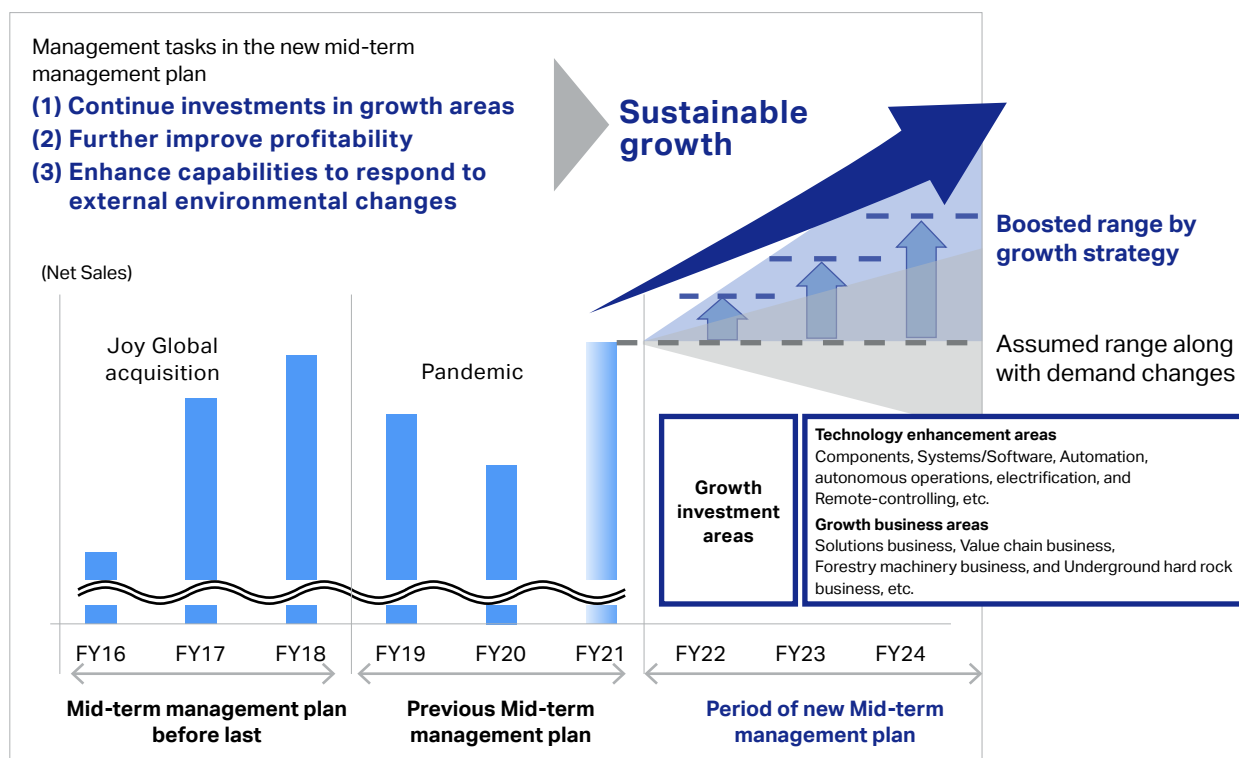 Management tasks in the new mid-term
management plan
(1) Continue investments in growth areas
(2) Further improve profitability
(3) Enhance capabilities to respond to
external environmental changes
Sustainable
growth
Boosted range by
growth strategy
(Net Sales)
Joy Global
acquisition
Pandemic
Assumed range along
with demand changes
Growth
investment
areas
Technology enhancement areas
Components, Systems/Software, Automation,
autonomous operations, electrification, and
Remote-controlling, etc.
Growth business areas
Solutions business, Value chain business,
Forestry machinery business, and Underground hard rock
business, etc.
FY16 FY17 FY18 FY19 FY20 FY21 FY22 FY23 FY24
Mid-term management plan
before last
Previous Mid-term
management plan
Period of new Mid-term
management plan